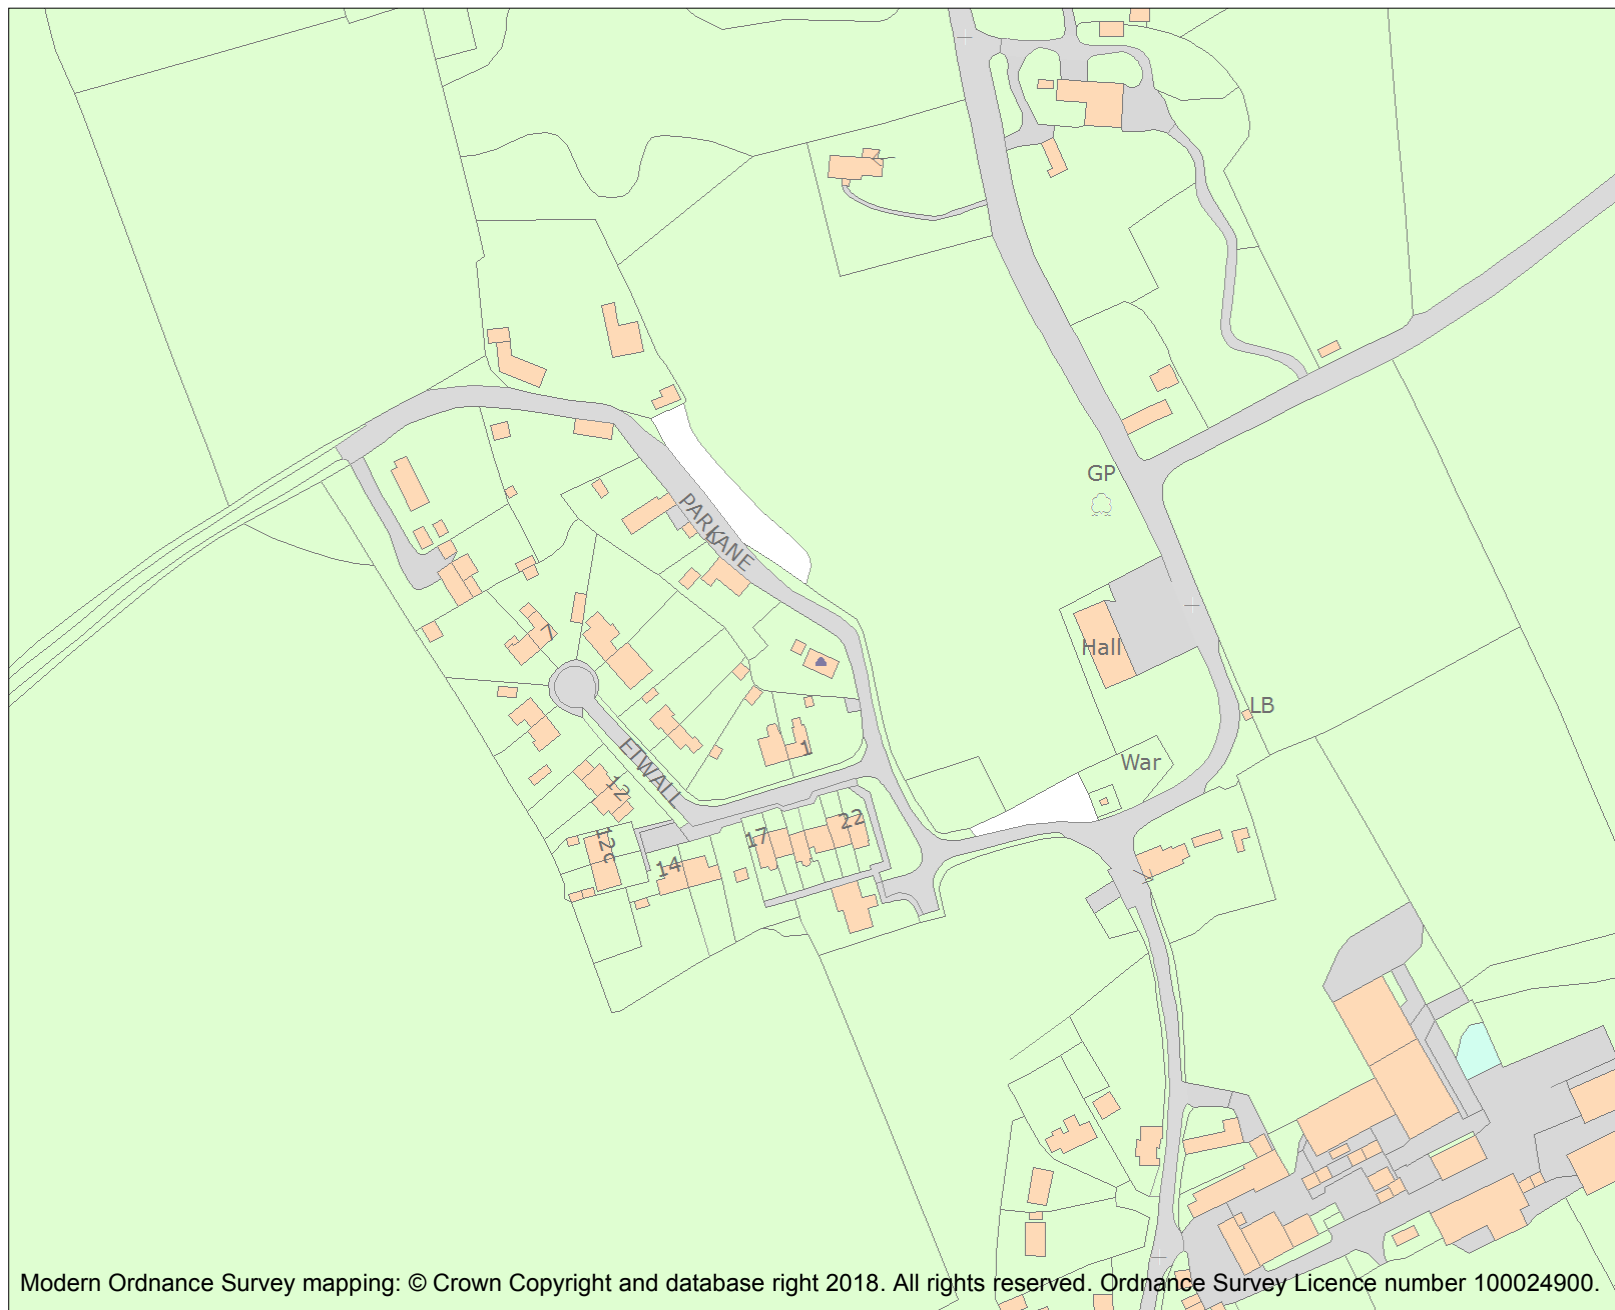 GP
PARK LANE
Hall
7
LB
ETWALL
1
War
12
22
17
12c
14
Modern Ordnance Survey mapping: © Crown Copyright and database right 2018. All rights reserved. Ordnance Survey Licence number 100024900.